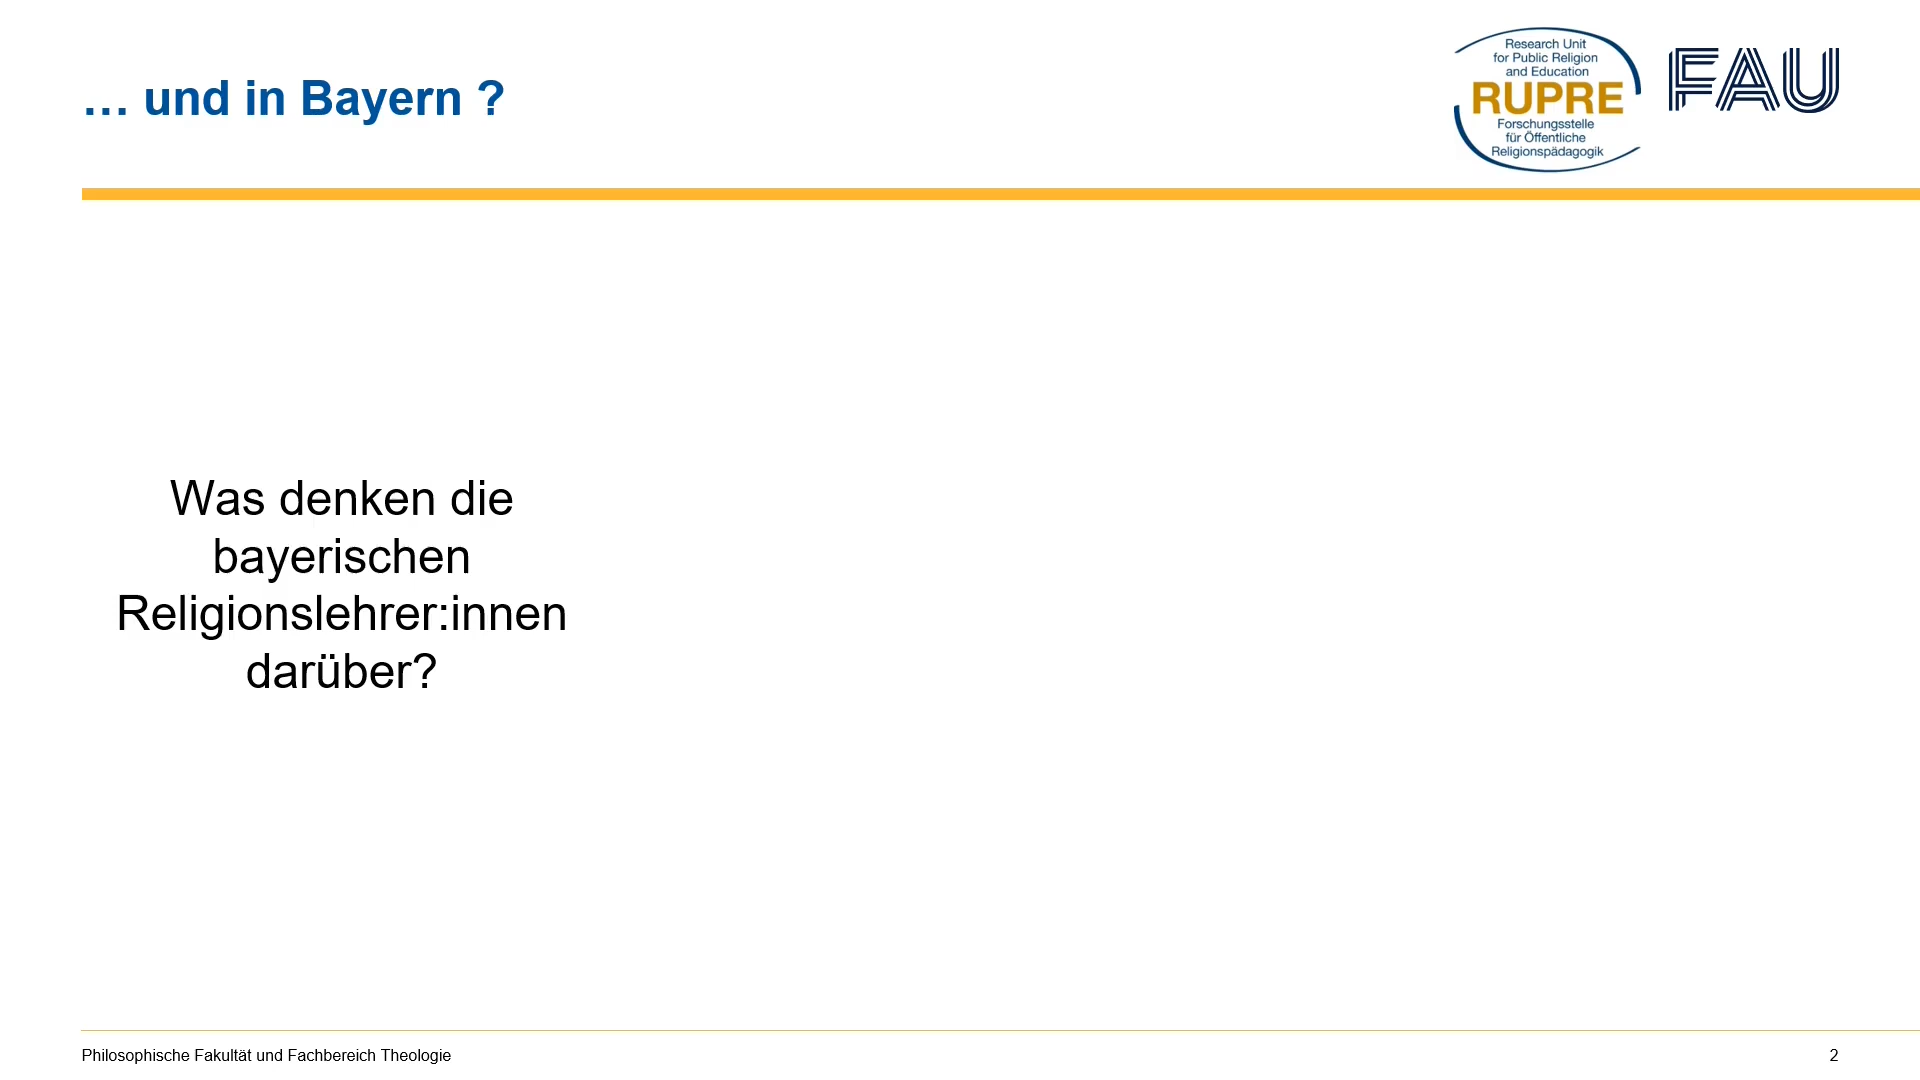 … und in Bayern ?
Research Unit
for Public Religion
and Education
RUPRE
Forschungsstelle
für Öffentliche
Religionspädagogik
FAU
Was denken die
bayerischen
Religionslehrer:innen
darüber?
Philosophische Fakultät und Fachbereich Theologie
2